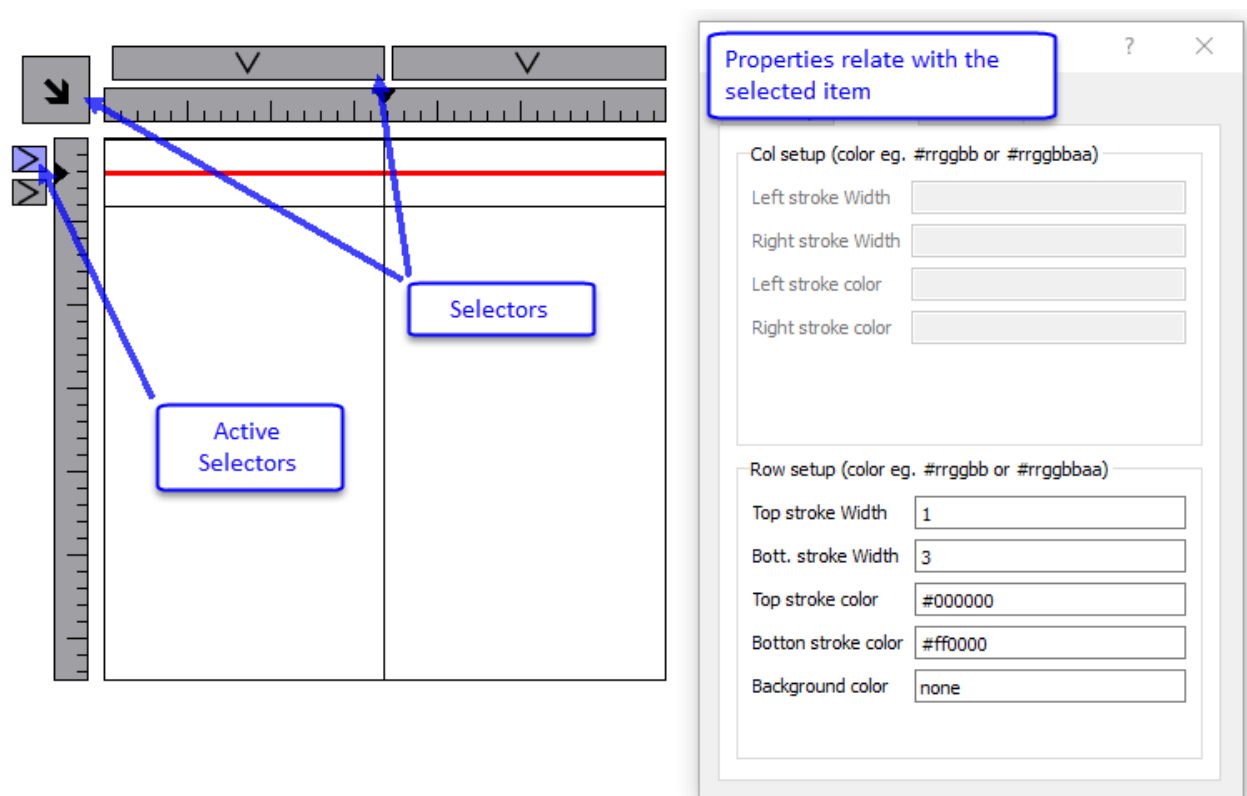 Properties relate with the
selected item
?
Selectors
Active
Selectors
Col setup (color eg. #rrggbb or #rrggbbaa)
Left stroke Width
Right stroke Width
Left stroke color
Right stroke color
Row setup (color eg. #rrggbb or #rrggbbaa)
Top stroke Width 1
Bott. stroke Width 3
Top stroke color #000000
Botton stroke color #ff0000
Background color none